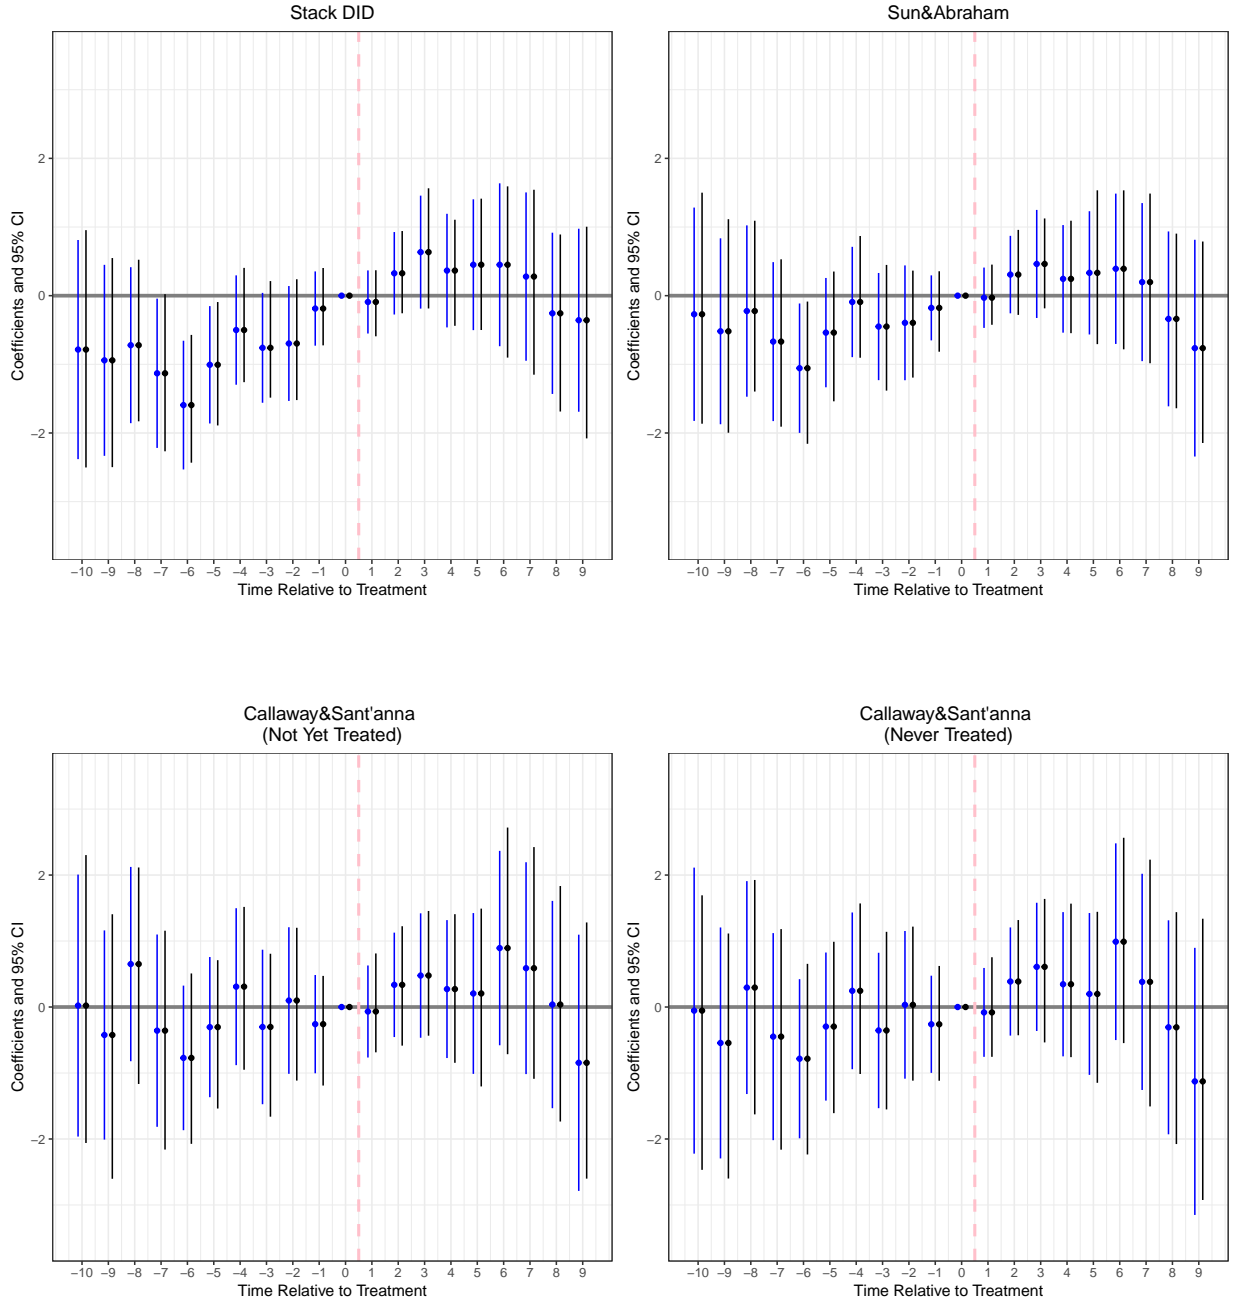 Stack DID
Coefficients and 95% CI
2
0
−2
−10 −9 −8 −7 −6 −5 −4 −3 −2 −1 0 1 2 3 4 5 6 7 8 9
Time Relative to Treatment
Sun&Abraham
Coefficients and 95% CI
2
0
−2
−10 −9 −8 −7 −6 −5 −4 −3 −2 −1 0 1 2 3 4 5 6 7 8 9
Time Relative to Treatment
Callaway&Sant'anna
(Not Yet Treated)
Coefficients and 95% CI
2
0
−2
−10 −9 −8 −7 −6 −5 −4 −3 −2 −1 0 1 2 3 4 5 6 7 8 9
Time Relative to Treatment
Callaway&Sant'anna
(Never Treated)
Coefficients and 95% CI
2
0
−2
−10 −9 −8 −7 −6 −5 −4 −3 −2 −1 0 1 2 3 4 5 6 7 8 9
Time Relative to Treatment